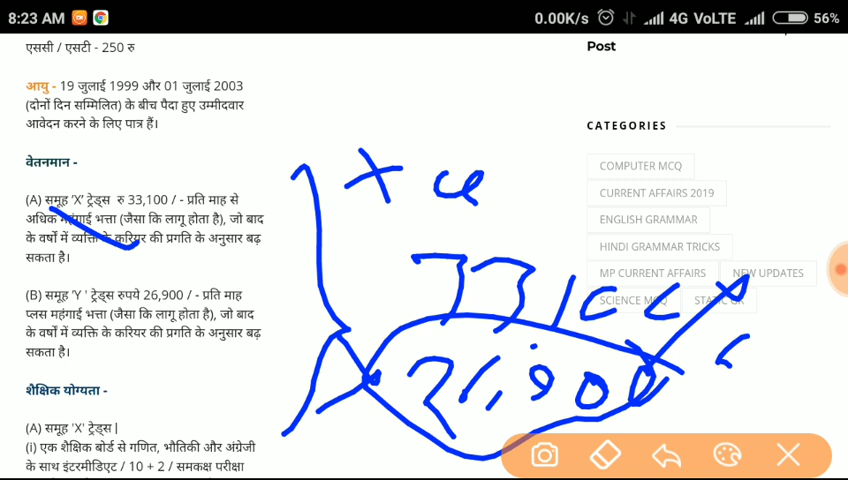 8:23 AM 0.00K/s 4G VoLTE 56%
एससी / एसटी - 250 रु
आयु - 19 जुलाई 1999 और 01 जुलाई 2003
(दोनों दिन सम्मिलित) के बीच पैदा हुए उम्मीदवार
आवेदन करने के लिए पात्र हैं।
वेतनमान -
(A) समूह 'X' ट्रेड्स रु 33,100 / - प्रति माह से
अधिक महंगाई भत्ता (जैसा कि लागू होता है), जो बाद
के वर्षों में व्यक्ति के करियर की प्रगति के अनुसार बढ़
सकता है।
(B) समूह 'Y ' ट्रेड्स रुपये 26,900 / - प्रति माह
प्लस महंगाई भत्ता (जैसा कि लागू होता है), जो बाद
के वर्षों में व्यक्ति के करियर की प्रगति के अनुसार बढ़
सकता है।
शैक्षिक योग्यता -
(A) समूह 'X' ट्रेड्स |
(i) एक शैक्षिक बोर्ड से गणित, भौतिकी और अंग्रेजी
के साथ इंटरमीडिएट / 10 + 2 / समकक्ष परीक्षा
X
33100
26,900
Post
CATEGORIES
COMPUTER MCQ
CURRENT AFFAIRS 2019
ENGLISH GRAMMAR
HINDI GRAMMAR TRICKS
MP CURRENT AFFAIRS NEW UPDATES
SCIENCE MCQ STATIC GK